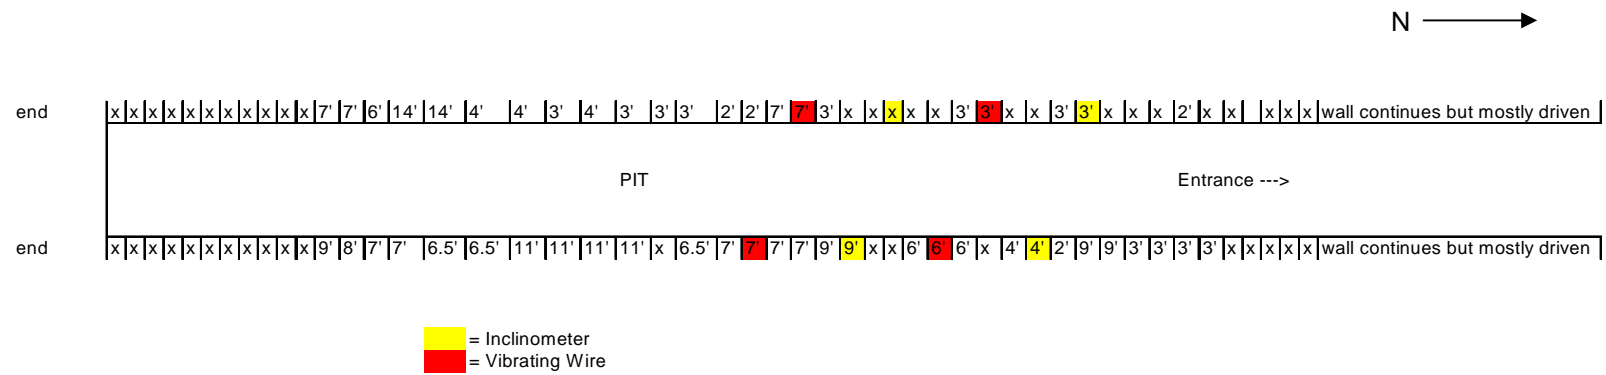 N
end x x x x x x x x x x x 7' 7' 6' 14' 14' 4' 4' 3' 4' 3' 3' 3' 2' 2' 7' 7' 3' x x x x x 3' 3' x x 3' 3' x x x 2' x x x x x wall continues but mostly driven
PIT Entrance --->
end x x x x x x x x x x x 9' 8' 7' 7' 6.5' 6.5' 11' 11' 11' 11' x 6.5' 7' 7' 7' 7' 9' 9' x x 6' 6' 6' x 4' 4' 2' 9' 9' 3' 3' 3' 3' x x x x x wall continues but mostly driven
= Inclinometer
= Vibrating Wire